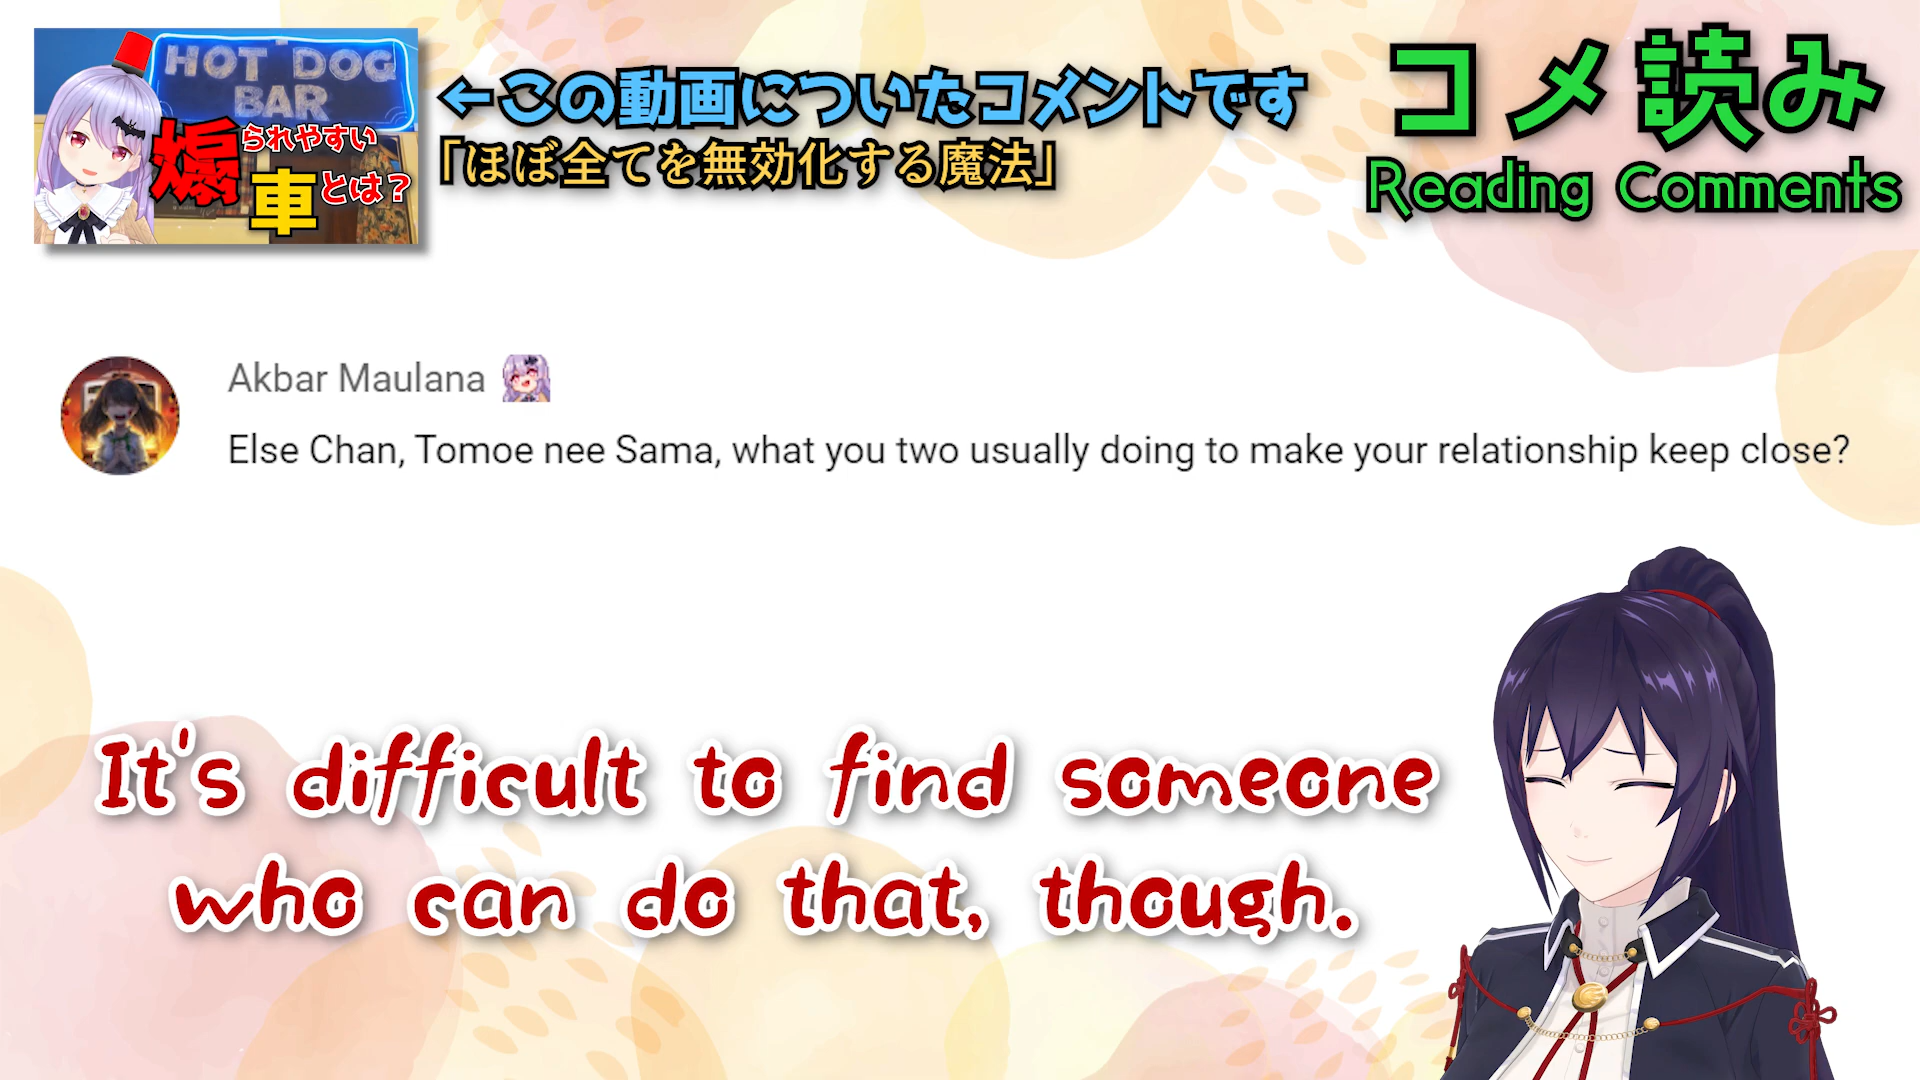 HOT DOG
BAR
煽られやすい
車とは？
←この動画についたコメントです
「ほぼ全てを無効化する魔法」
コメ読み
Reading Comments
Akbar Maulana
Else Chan, Tomoe nee Sama, what you two usually doing to make your relationship keep close?
It's difficult to find someone
who can do that, though.